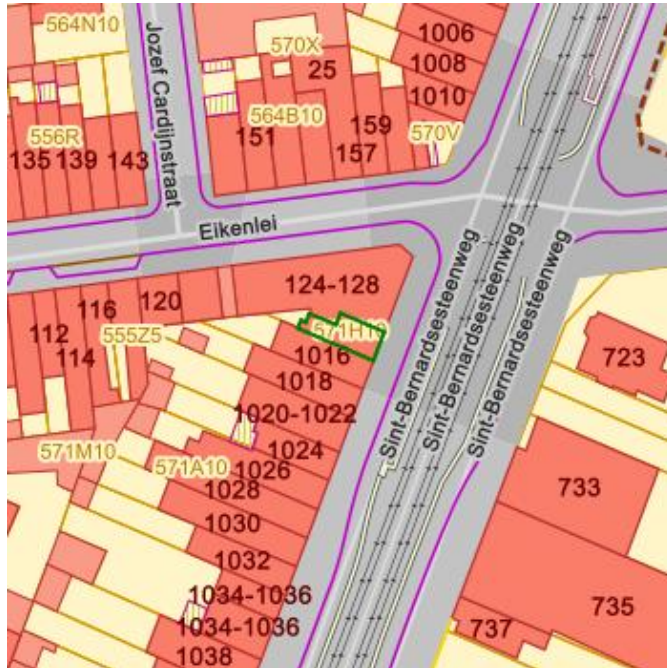 564N10
570X
1006
1008
1010
25
564B10
Jozef Cardijnstraat
556R
135
139
143
151
157
159
570V
Eikenlei
124-128
571H10
112
114
116
120
555Z5
1016
1018
1020-1022
1024
1026
1028
1030
1032
1034-1036
1034-1036
1038
571M10
571A10
Sint-Bernardsesteenweg
Sint-Bernardsesteenweg
Sint-Bernardsesteenweg
723
733
735
737